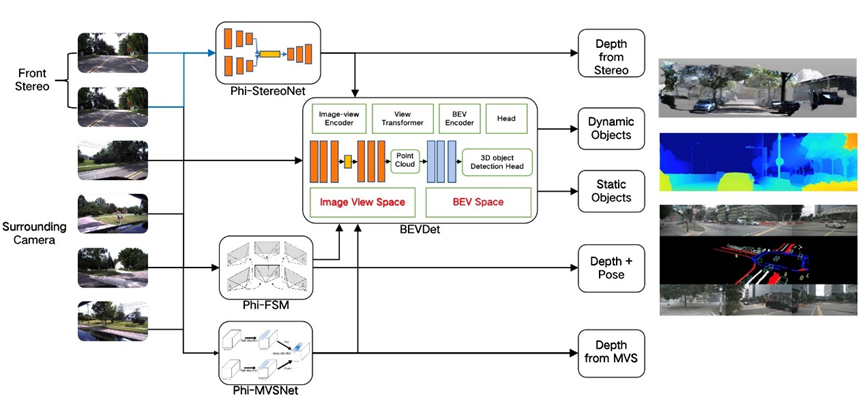 Front
Stereo
Surrounding
Camera
Phi-StereoNet
Image-view
Encoder
View
Transformer
BEV
Encoder
Head
Point
Cloud
3D object
Detection Head
Image View Space
BEV Space
BEVDet
Phi-FSM
Phi-MVSNet
Depth
from
Stereo
Dynamic
Objects
Static
Objects
Depth +
Pose
Depth
from MVS